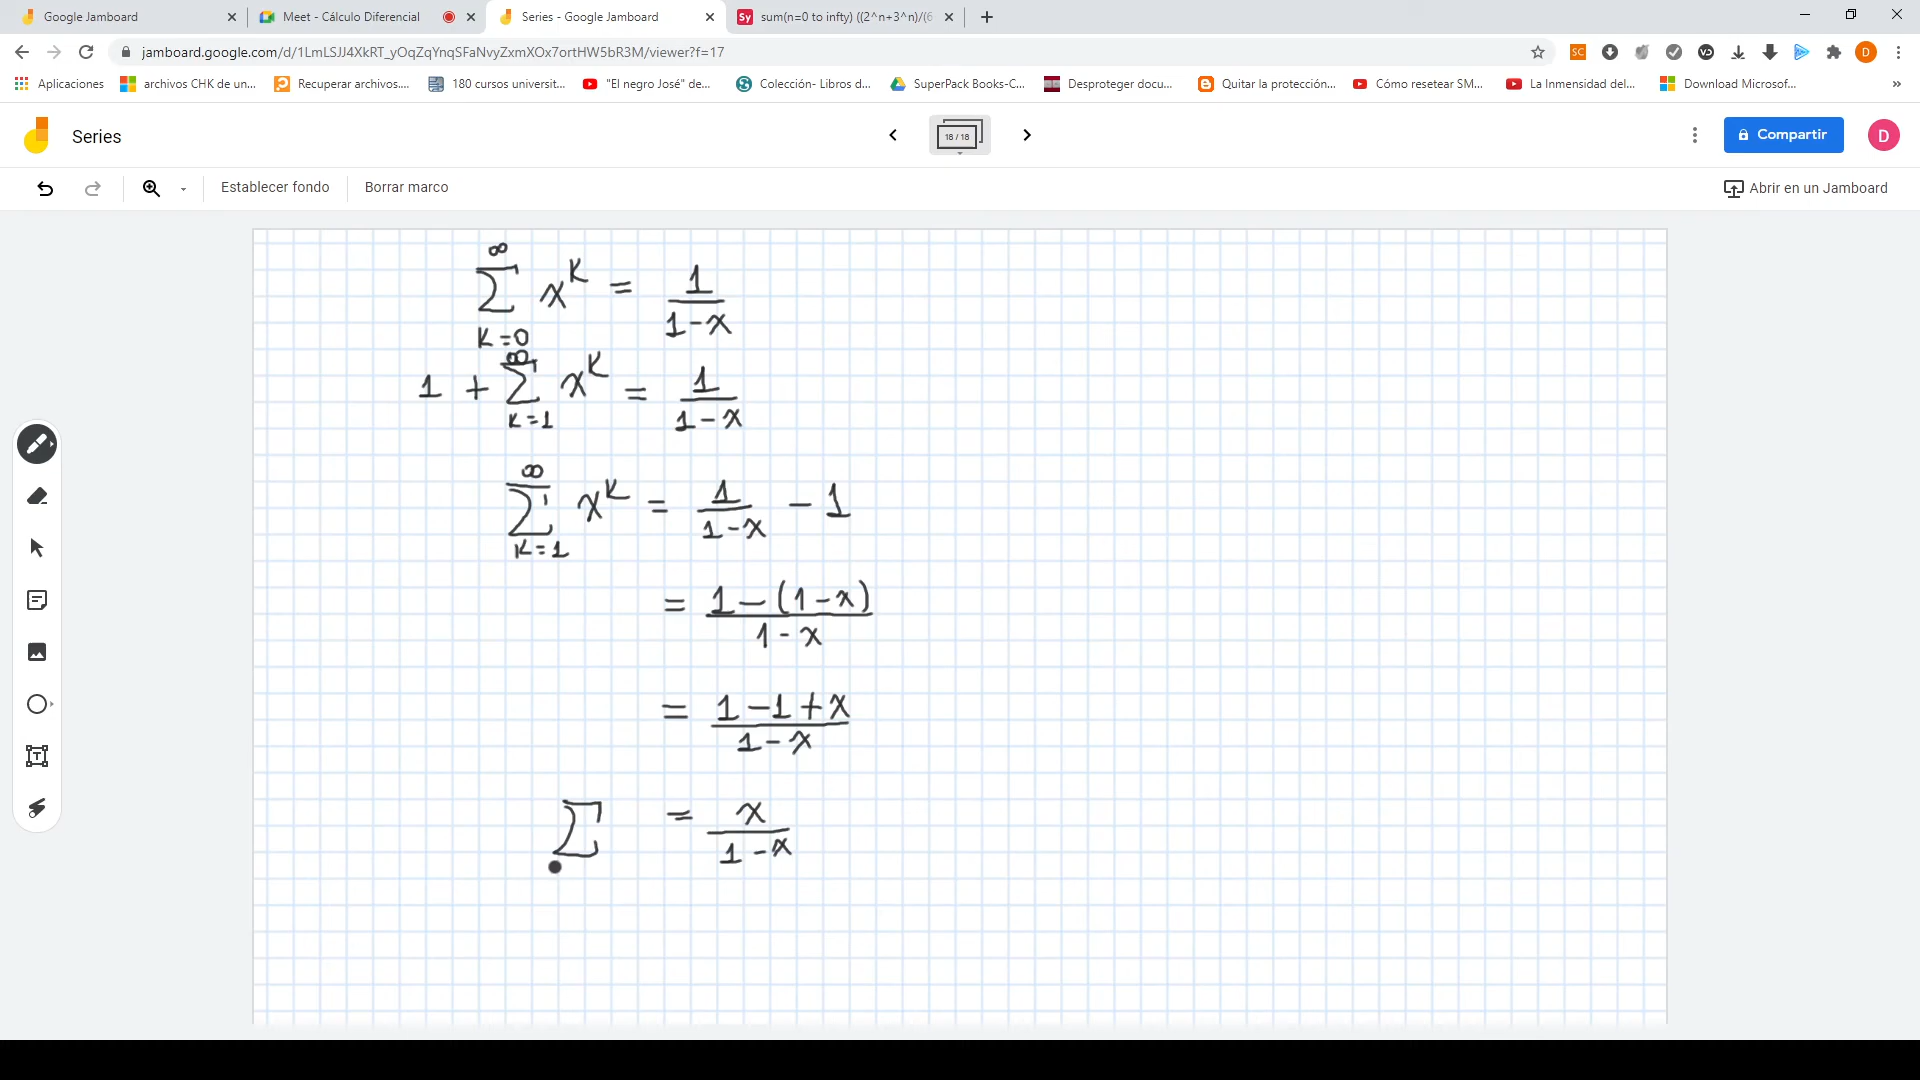 Google Jamboard
Meet - Cálculo Diferencial
Series - Google Jamboard
Sy sum(n=0 to infty) ((2^n+3^n)/(6
jamboard.google.com/d/1LmLSJJ4XkRT_yOqZqYnqSFaNvyZxmXOx7ortHW5bR3M/viewer?f=17
SC
VD
D
Aplicaciones
archivos CHK de un...
Recuperar archivos....
180 cursos universit...
"El negro José" de...
Colección- Libros d...
SuperPack Books-C...
Desproteger docu...
Quitar la protección...
Cómo resetear SM...
La Inmensidad del...
Download Microsof...
»
Series
18 / 18
Compartir
D
Establecer fondo
Borrar marco
Abrir en un Jamboard
∞
∑ x^K = 1/(1-x)
K=0
∞
1 + ∑ x^K = 1/(1-x)
K=1
∞
∑ x^K = 1/(1-x) - 1
K=1
= (1-(1-x))/(1-x)
= (1-1+x)/(1-x)
∑ = x/(1-x)
T